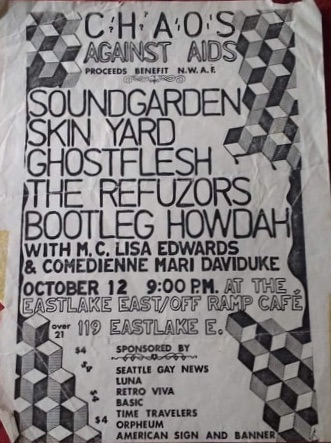 C·H·A·O·S
AGAINST AIDS
PROCEEDS BENEFIT N.W.A.F.
SOUNDGARDEN
SKIN YARD
GHOSTFLESH
THE REFUZORS
BOOTLEG HOWDAH
WITH M.C. LISA EDWARDS
& COMEDIENNE MARI DAVIDUKE
OCTOBER 12 9:00 P.M. AT THE
EASTLAKE EAST/OFF RAMP CAFÉ
over 21 119 EASTLAKE E.
$4 SPONSORED BY
SEATTLE GAY NEWS
$4 LUNA
RETRO VIVA
$4 BASIC
TIME TRAVELERS
$4 ORPHEUM
AMERICAN SIGN AND BANNER